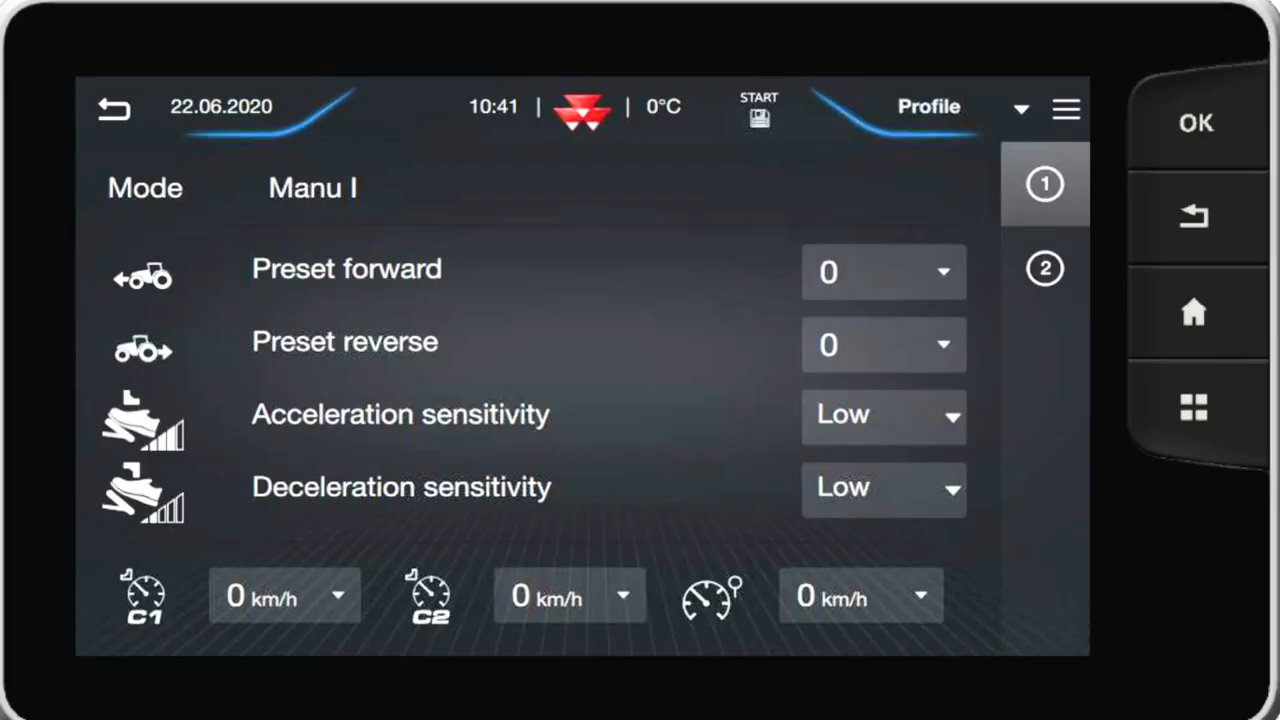 22.06.2020 10:41 | | 0°C START Profile
Mode Manu I 1
Preset forward 0 2
Preset reverse 0 OK
Acceleration sensitivity Low
Deceleration sensitivity Low
C1 0 km/h C2 0 km/h 0 km/h